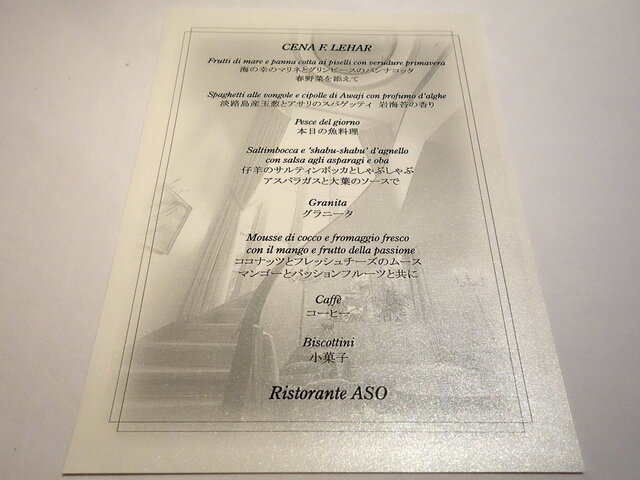 CENA F. LEHAR
Frutti di mare e panna cotta ai piselli con verudure primavera
海の幸のマリネとグリンピースのパンナコッタ
春野菜を添えて
Spaghetti alle vongole e cipolle di Awaji con profumo d'alghe
淡路島産玉葱とアサリのスパゲッティ 岩海苔の香り
Pesce del giorno
本日の魚料理
Saltimbocca e 'shabu-shabu' d'agnello
con salsa agli asparagi e oba
仔羊のサルティンボッカとしゃぶしゃぶ
アスパラガスと大葉のソースで
Granita
グラニータ
Mousse di cocco e fromaggio fresco
con il mango e frutto della passione
ココナッツとフレッシュチーズのムース
マンゴーとパッションフルーツと共に
Caffè
コーヒー
Biscottini
小菓子
Ristorante ASO